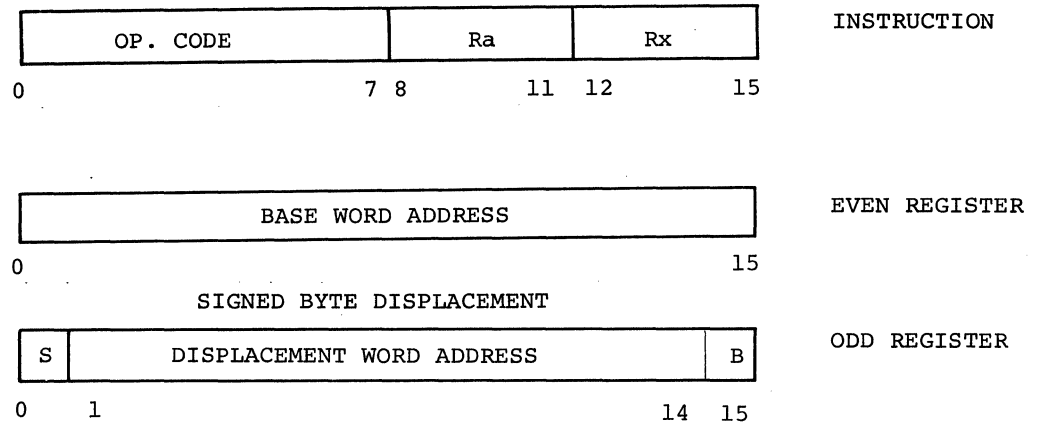 OP. CODE Ra Rx INSTRUCTION
0 7 8 11 12 15
BASE WORD ADDRESS EVEN REGISTER
0 15
SIGNED BYTE DISPLACEMENT
S DISPLACEMENT WORD ADDRESS B ODD REGISTER
0 1 14 15